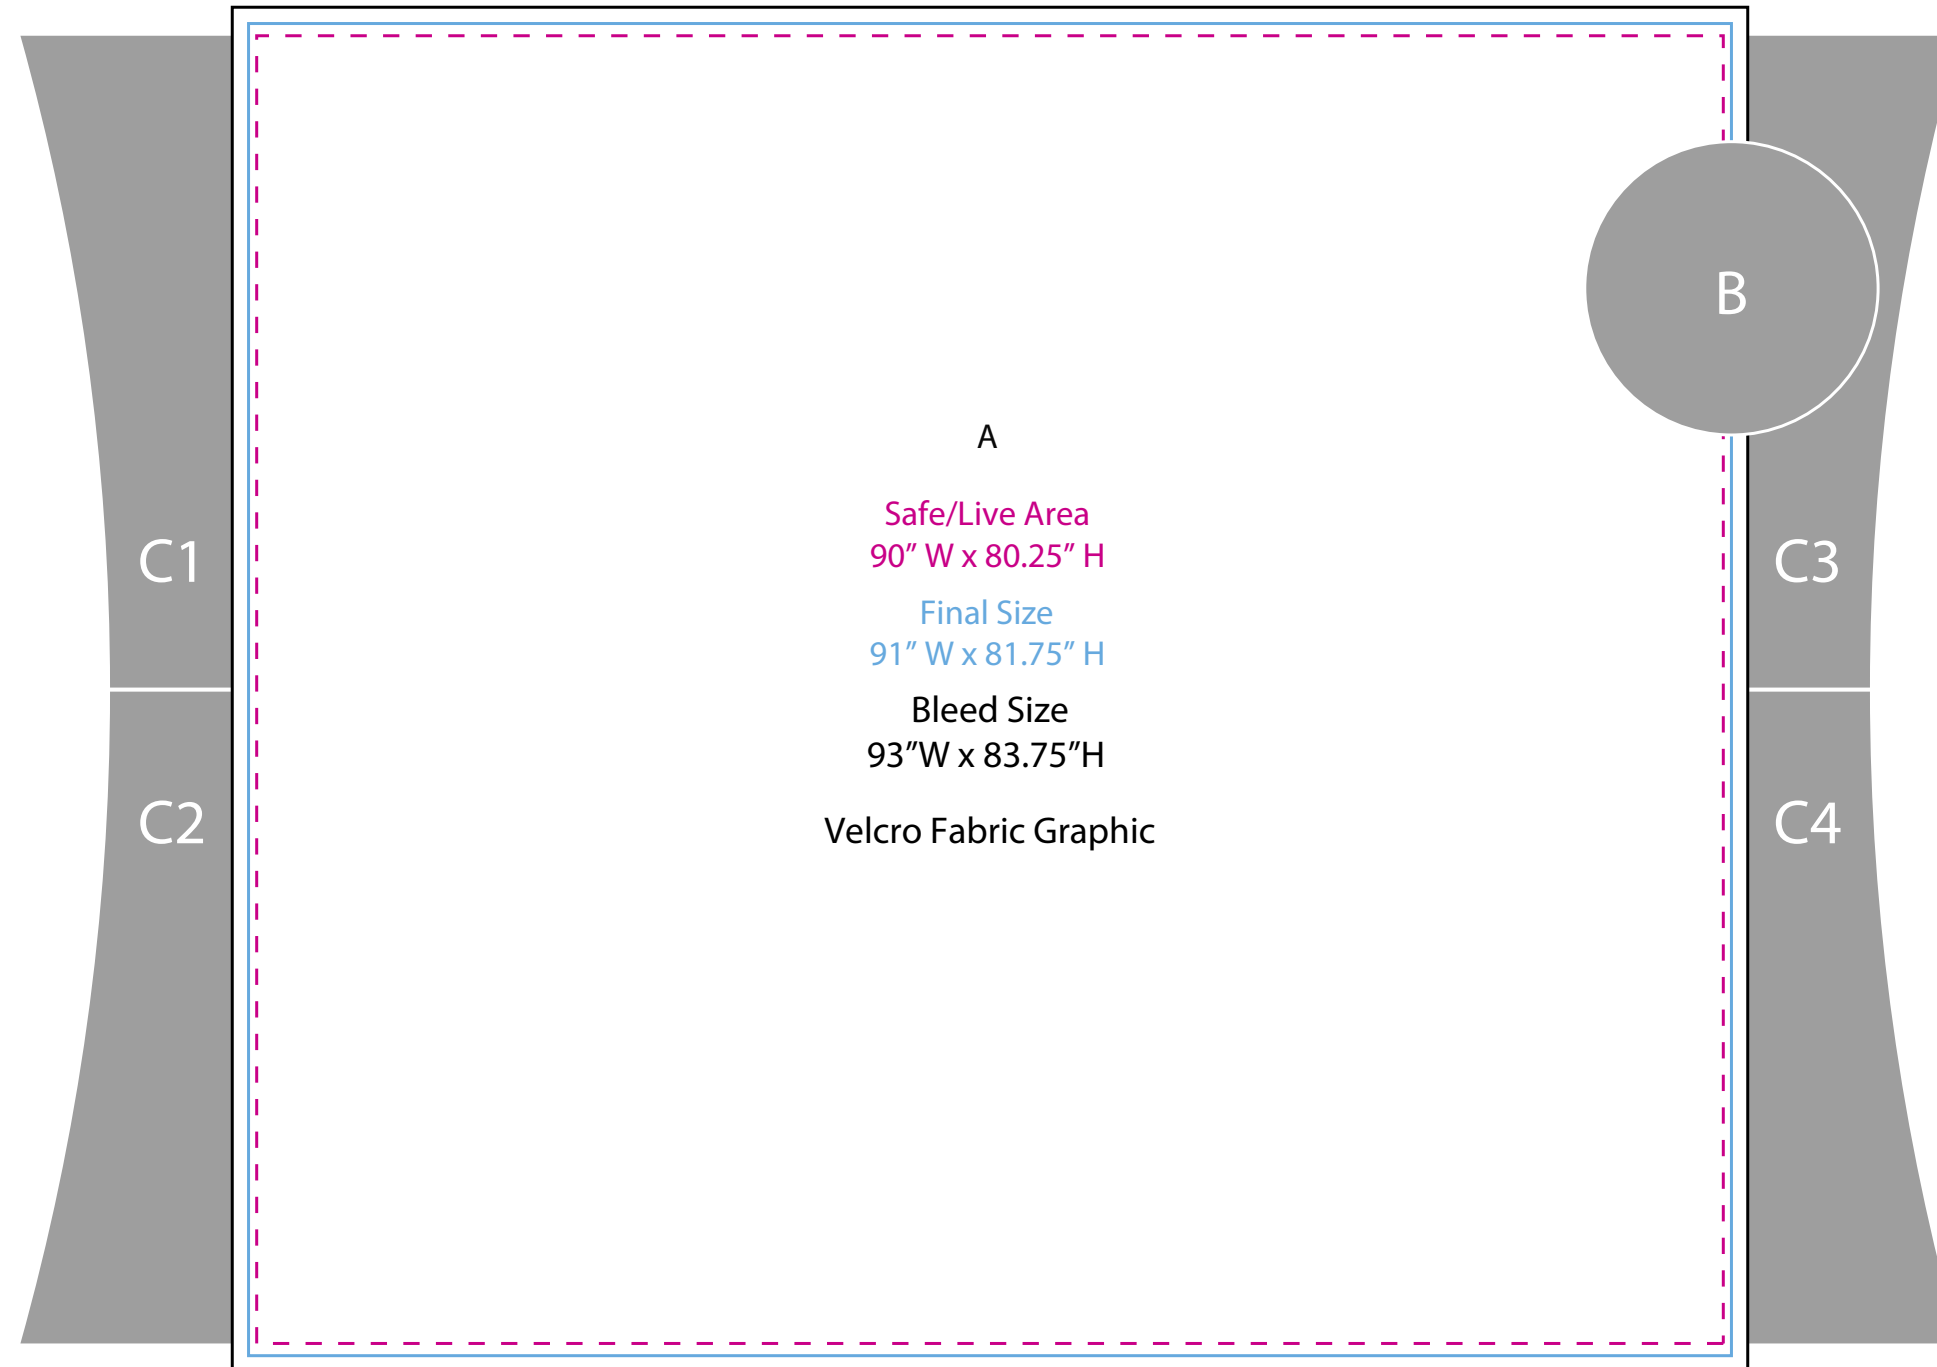 B
A
Safe/Live Area
90” W x 80.25” H
C1
C3
Final Size
91” W x 81.75” H
Bleed Size
93”W x 83.75”H
C2
C4
Velcro Fabric Graphic